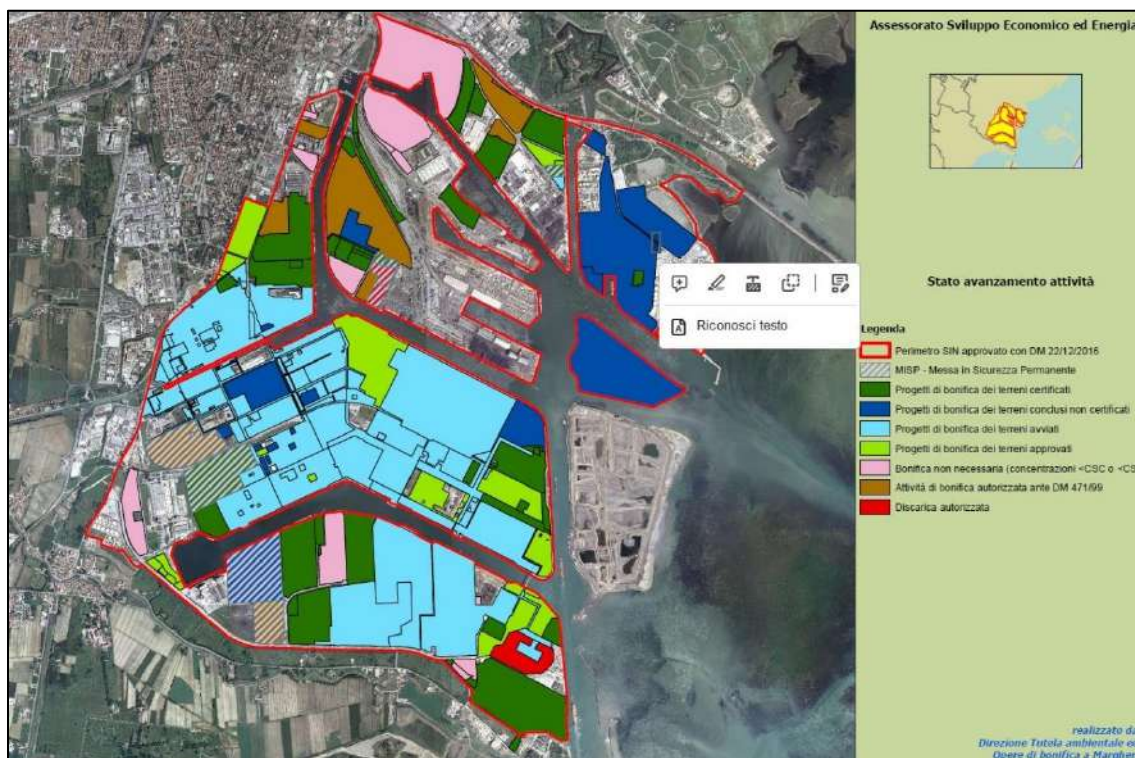 Assessorato Sviluppo Economico ed Energia
Riconosci testo
Stato avanzamento attività
Legenda
Perimetro SIN approvato con DM 22/12/2016
MISP - Messa in Sicurezza Permanente
Progetti di bonifica dei terreni certificati
Progetti di bonifica dei terreni conclusi non certificati
Progetti di bonifica dei terreni avviati
Progetti di bonifica dei terreni approvati
Bonifica non necessaria (concentrazioni <CSC o <CS
Attività di bonifica autorizzata ante DM 471/99
Discarica autorizzata
realizzato da
Direzione Tutela ambientale ed
Opere di bonifica a Margher